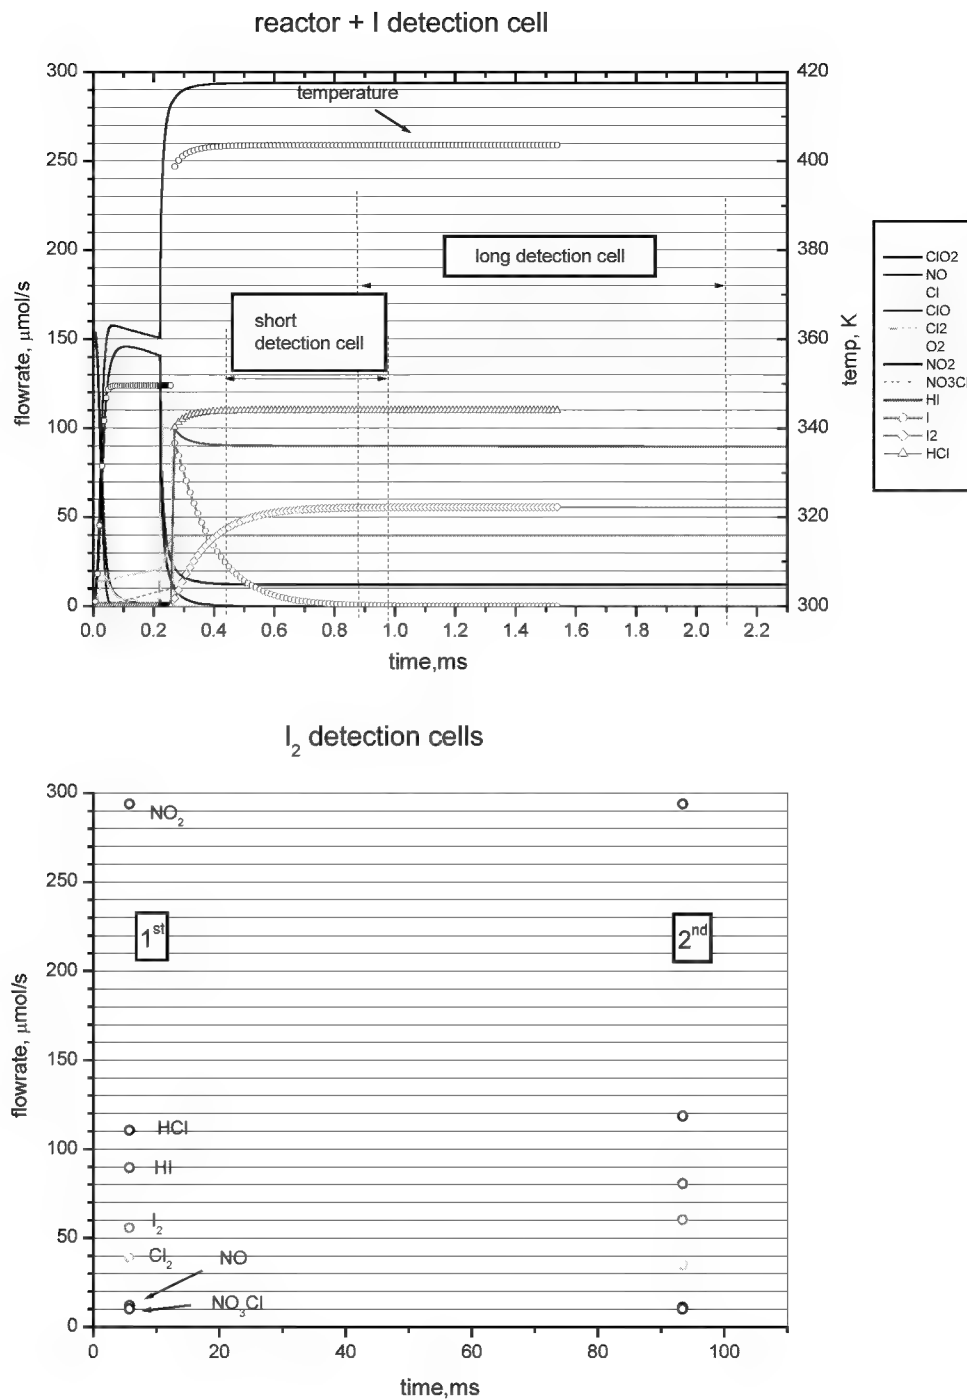 reactor + I detection cell
300
250
200
150
100
50
0
flowrate, μmol/s
420
400
380
360
340
320
300
temp, K
temperature
long detection cell
short
detection cell
0.0 0.2 0.4 0.6 0.8 1.0 1.2 1.4 1.6 1.8 2.0 2.2
time,ms
ClO2
NO
Cl
ClO
Cl2
O2
NO2
NO3Cl
HI
I
I2
HCl
I₂ detection cells
300
250
200
150
100
50
0
flowrate, μmol/s
NO₂
1st
2nd
HCl
HI
I₂
Cl₂
NO
NO₃Cl
0 20 40 60 80 100
time,ms